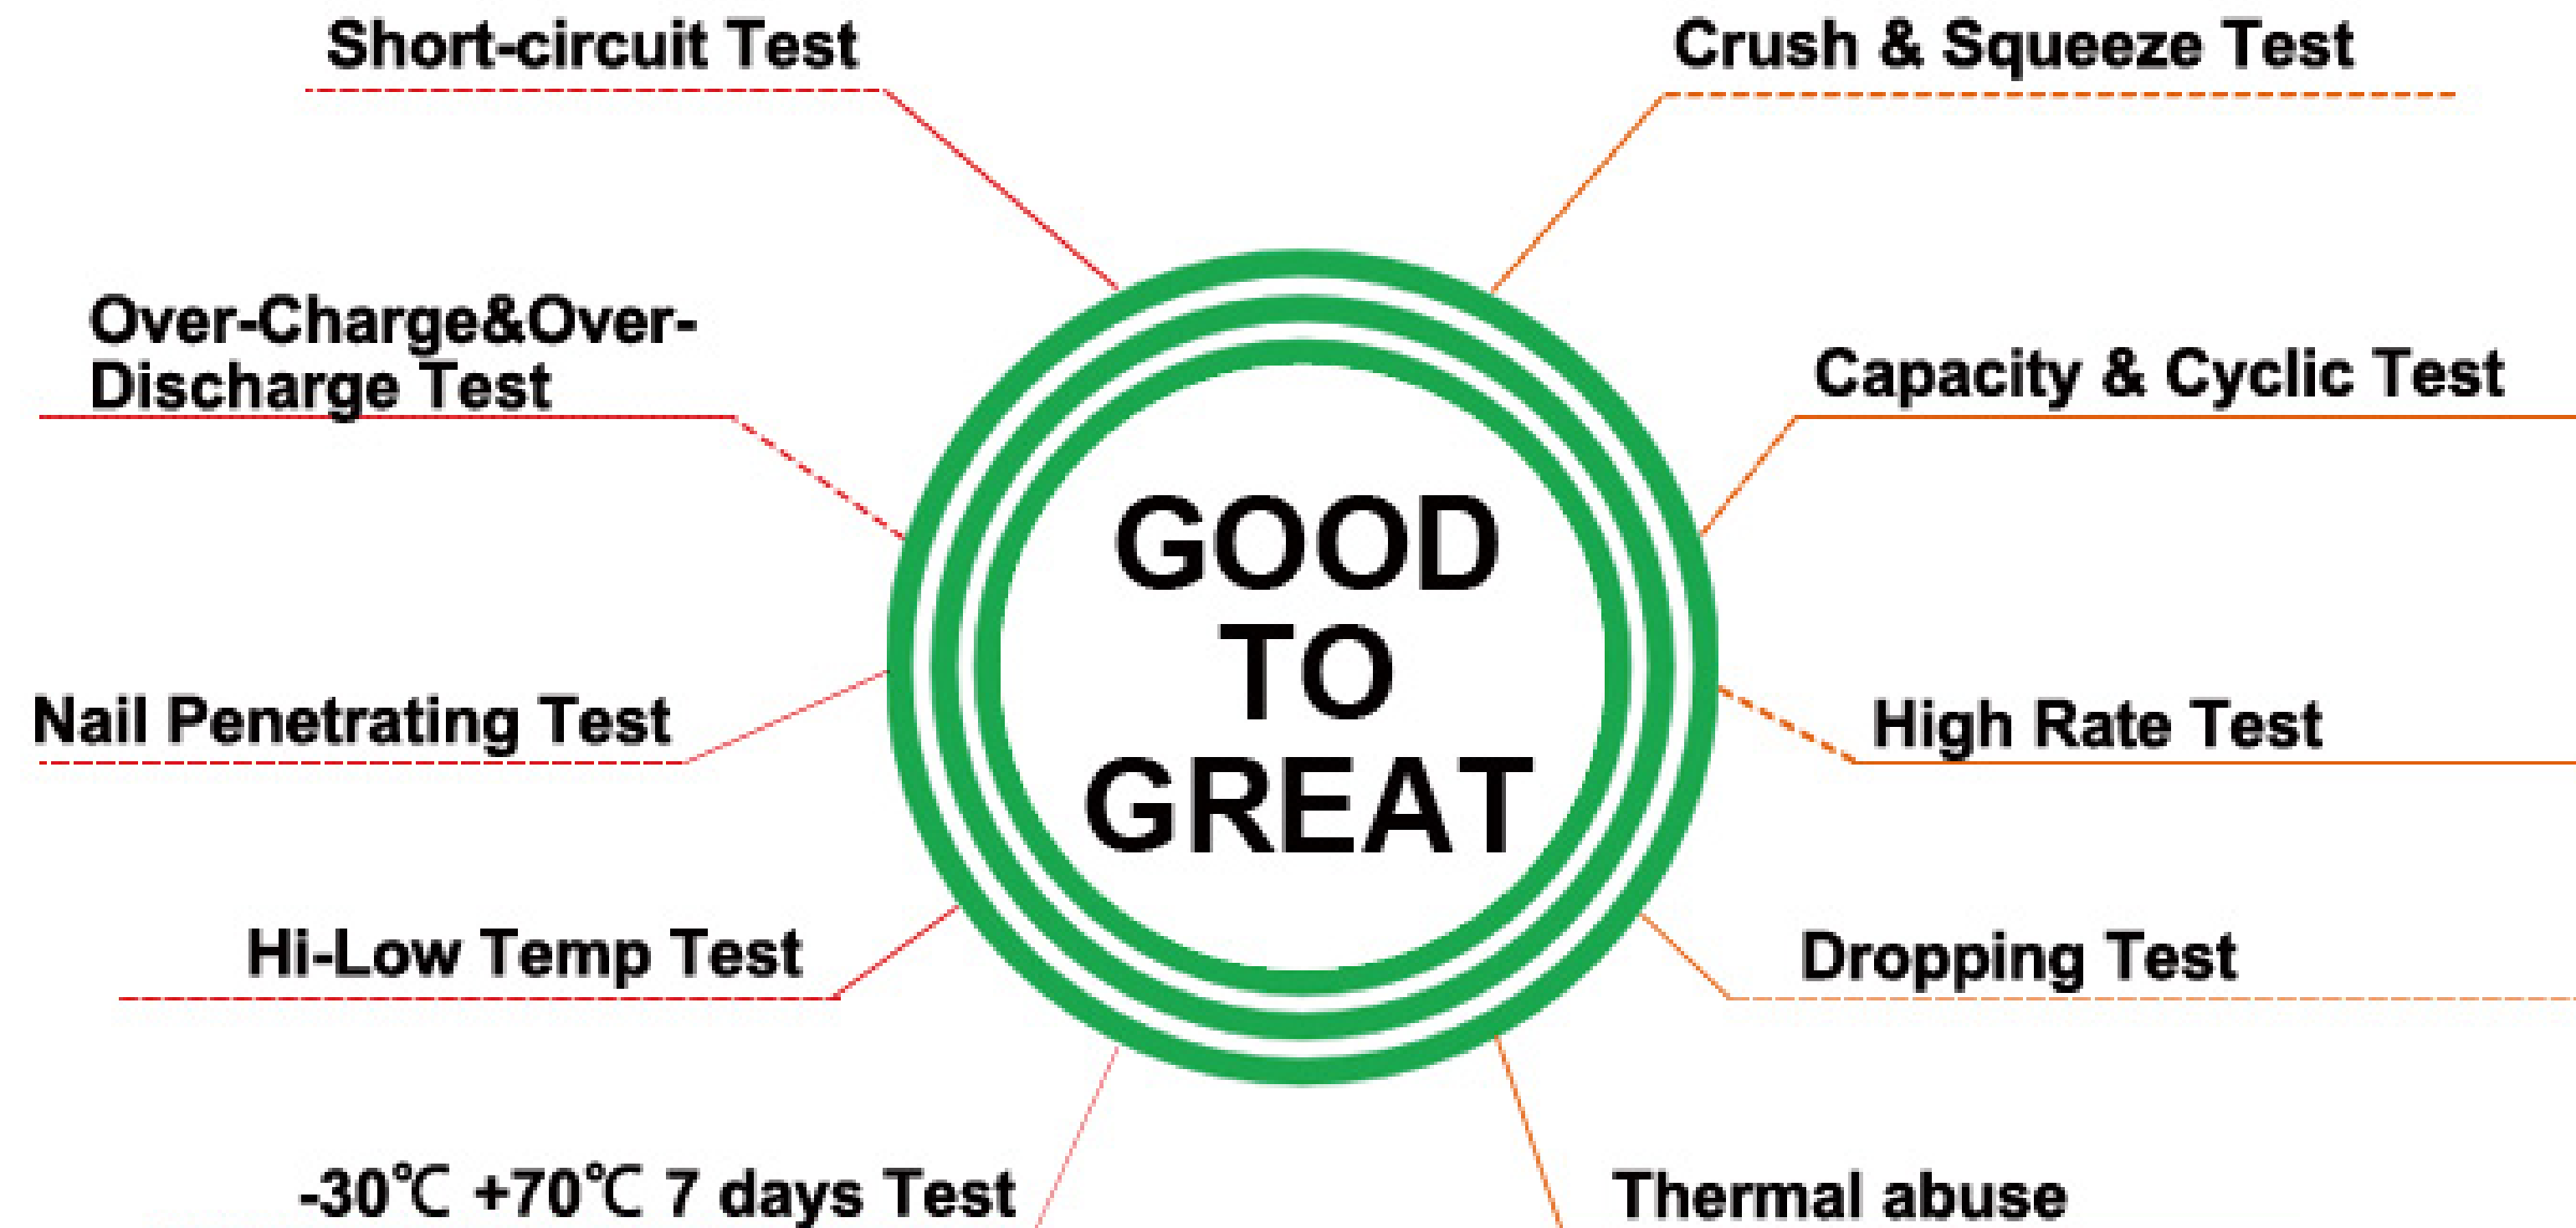 Short-circuit Test
Crush & Squeeze Test
Over-Charge&Over-
Discharge Test
Capacity & Cyclic Test
GOOD
TO
GREAT
Nail Penetrating Test
High Rate Test
Hi-Low Temp Test
Dropping Test
-30℃ +70℃ 7 days Test
Thermal abuse